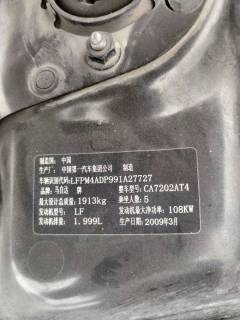 制造国： 中国
生产厂： 中国第一汽车集团公司 制造
车辆识别代码：LFPM4ADP991A27727
品牌：马自达 牌 整车型号：CA7202AT4
最大设计总质量：1913kg 乘坐人数：5
发动机型号：LF 发动机最大净功率：108KW
发动机排量：1.999L 2009年3月